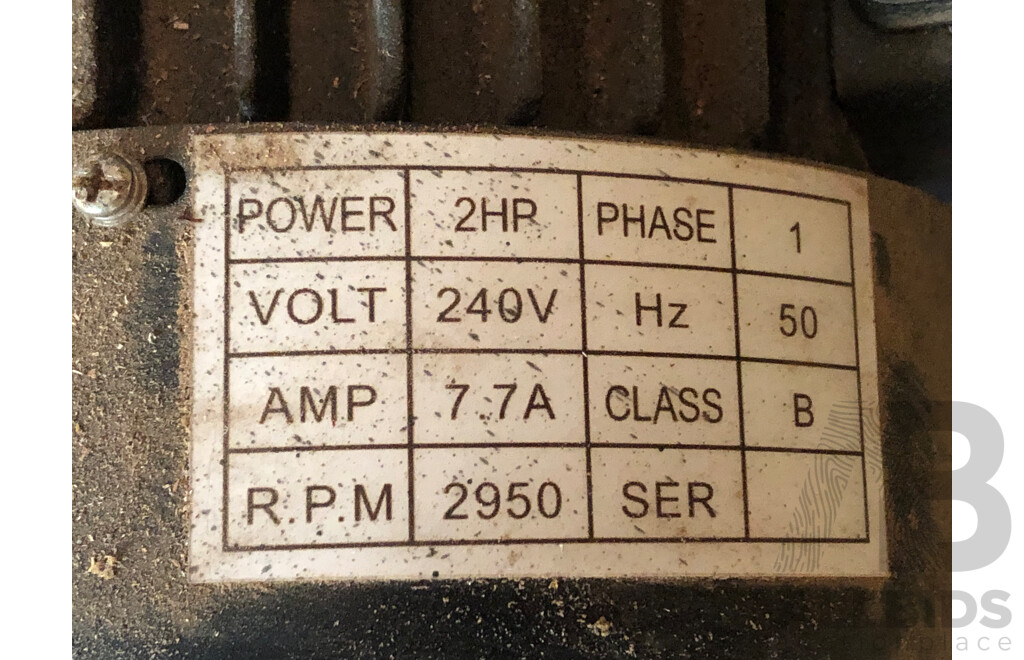 POWER 2HP PHASE 1
VOLT 240V Hz 50
AMP 7.7A CLASS B
R.P.M 2950 SER